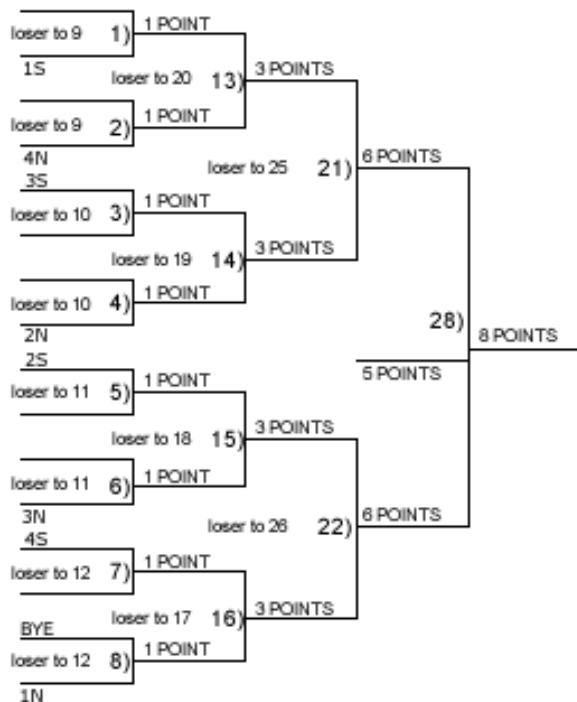 loser to 9 1) 1 POINT
1S
loser to 20 13) 3 POINTS
loser to 9 2) 1 POINT
4N
loser to 25 21) 6 POINTS
3S
loser to 10 3) 1 POINT
loser to 19 14) 3 POINTS
loser to 10 4) 1 POINT
2N
28) 8 POINTS
5 POINTS
2S
loser to 11 5) 1 POINT
loser to 18 15) 3 POINTS
loser to 11 6) 1 POINT
3N
loser to 26 22) 6 POINTS
4S
loser to 12 7) 1 POINT
loser to 17 16) 3 POINTS
BYE
loser to 12 8) 1 POINT
1N